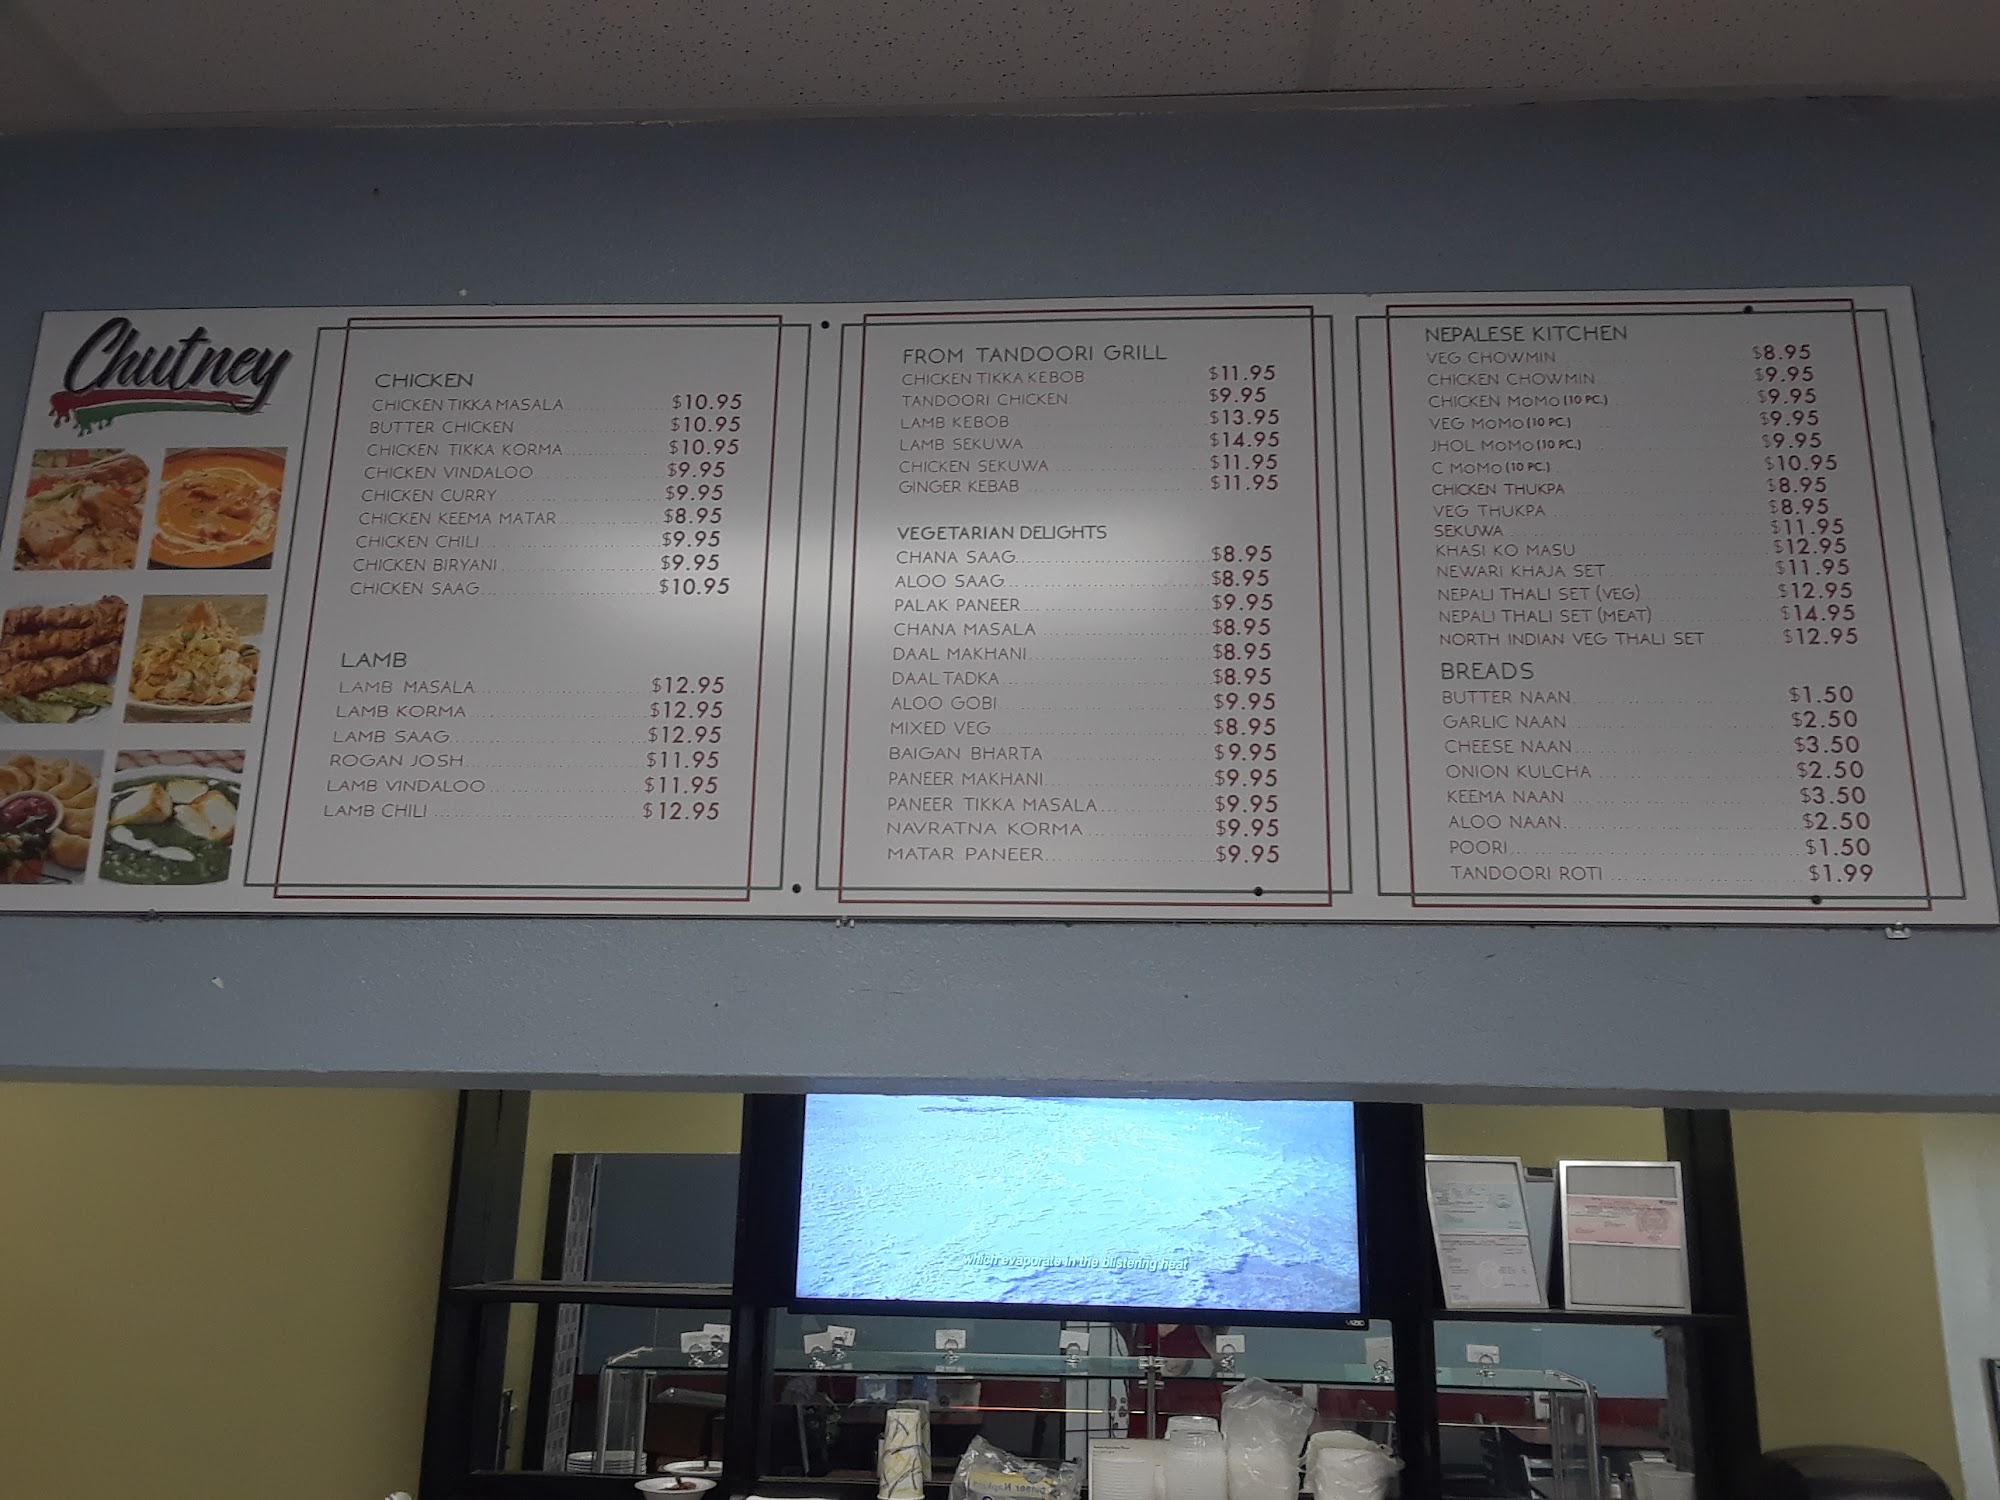 Chutney
CHICKEN
CHICKEN TIKKA MASALA $10.95
BUTTER CHICKEN $10.95
CHICKEN TIKKA KORMA $10.95
CHICKEN VINDALOO $9.95
CHICKEN CURRY $9.95
CHICKEN KEEMA MATAR $8.95
CHICKEN CHILI $9.95
CHICKEN BIRYANI $9.95
CHICKEN SAAG $10.95
LAMB
LAMB MASALA $12.95
LAMB KORMA $12.95
LAMB SAAG $12.95
ROGAN JOSH $11.95
LAMB VINDALOO $11.95
LAMB CHILI $12.95
FROM TANDOORI GRILL
CHICKEN TIKKA KEBOB $11.95
TANDOORI CHICKEN $9.95
LAMB KEBOB $13.95
LAMB SEKUWA $14.95
CHICKEN SEKUWA $11.95
GINGER KEBAB $11.95
VEGETARIAN DELIGHTS
CHANA SAAG $8.95
ALOO SAAG $8.95
PALAK PANEER $9.95
CHANA MASALA $8.95
DAAL MAKHANI $8.95
DAAL TADKA $8.95
ALOO GOBI $9.95
MIXED VEG $8.95
BAIGAN BHARTA $9.95
PANEER MAKHANI $9.95
PANEER TIKKA MASALA $9.95
NAVRATNA KORMA $9.95
MATAR PANEER $9.95
NEPALESE KITCHEN
VEG CHOWMIN $8.95
CHICKEN CHOWMIN $9.95
CHICKEN MoMo (10 PC.) $9.95
VEG MoMo (10 PC.) $9.95
JHOL MoMo (10 PC.) $9.95
C MoMo (10 PC.) $10.95
CHICKEN THUKPA $8.95
VEG THUKPA $8.95
SEKUWA $11.95
KHASI KO MASU $12.95
NEWARI KHAJA SET $11.95
NEPALI THALI SET (VEG) $12.95
NEPALI THALI SET (MEAT) $14.95
NORTH INDIAN VEG THALI SET $12.95
BREADS
BUTTER NAAN $1.50
GARLIC NAAN $2.50
CHEESE NAAN $3.50
ONION KULCHA $2.50
KEEMA NAAN $3.50
ALOO NAAN $2.50
POORI $1.50
TANDOORI ROTI $1.99
which evaporate in the blistering heat
VIZIO